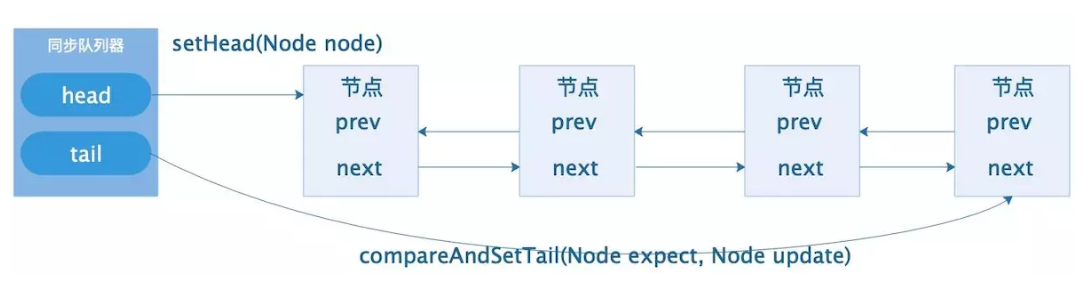 同步队列器
setHead(Node node)
head
tail
节点
prev
next
节点
prev
next
节点
prev
next
节点
prev
next
compareAndSetTail(Node expect, Node update)